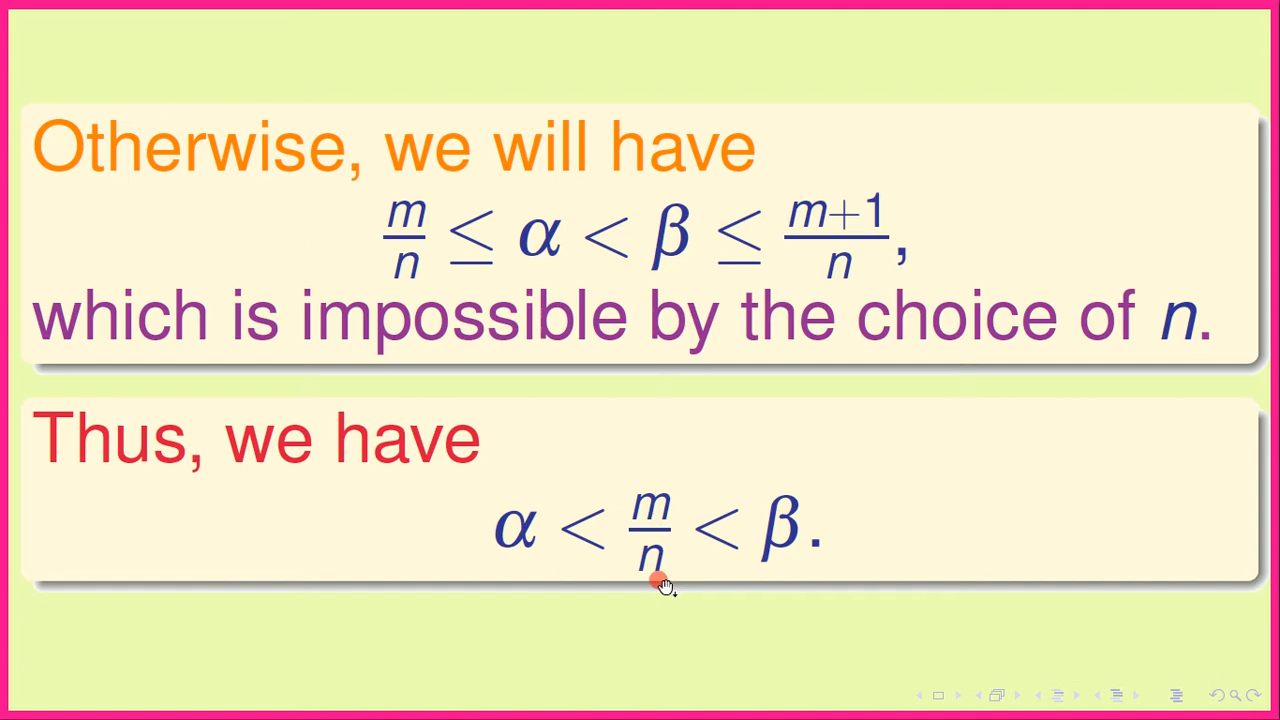 Otherwise, we will have
m/n ≤ α < β ≤ m+1/n,
which is impossible by the choice of n.
Thus, we have
α < m/n < β.